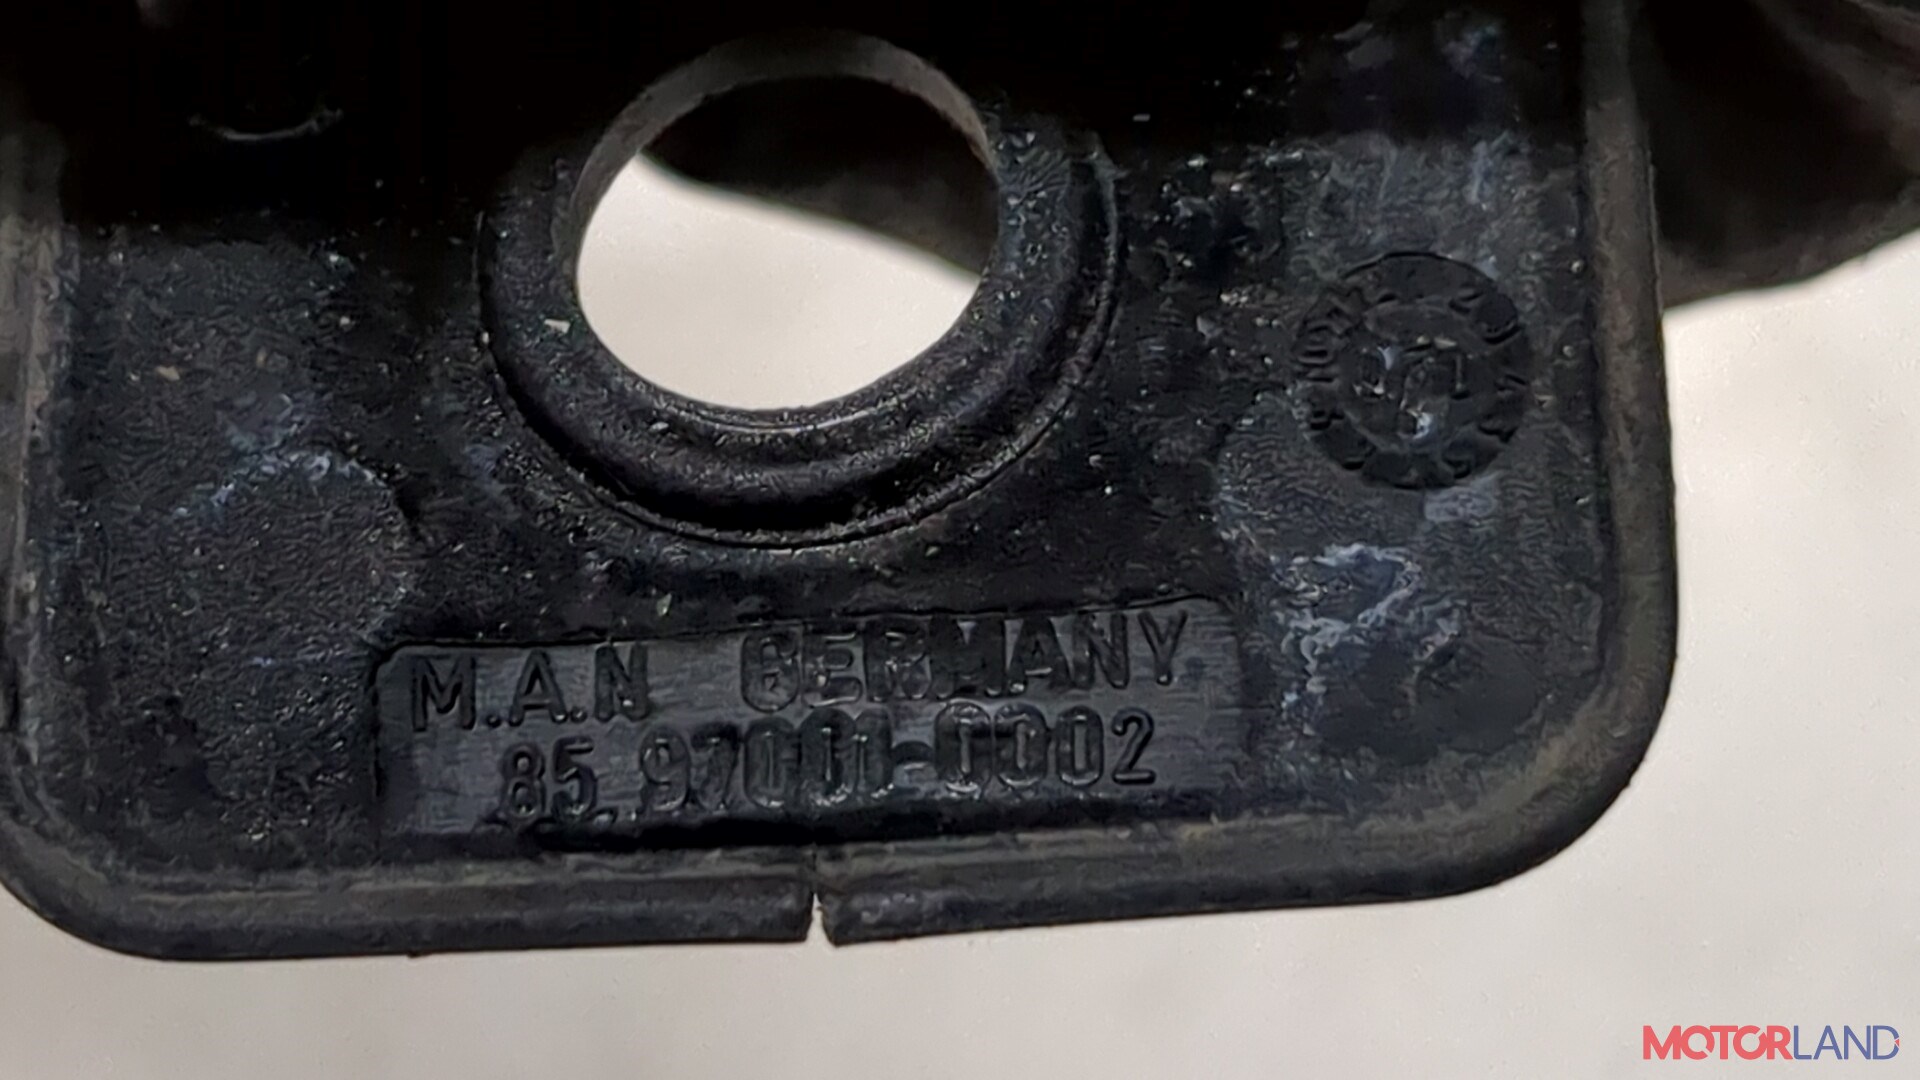 M.A.N GERMANY
85.97001-0002
MOTORLAND